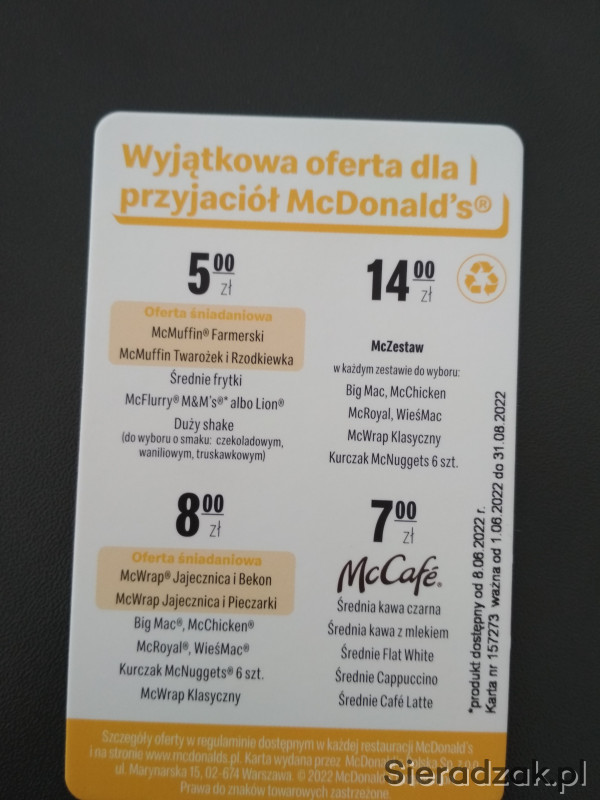 Wyjątkowa oferta dla
przyjaciół McDonald's®
5 00
zł
Oferta śniadaniowa
McMuffin® Farmerski
McMuffin Twarożek i Rzodkiewka
Średnie frytki
McFlurry® M&M's®* albo Lion®
Duży shake
(do wyboru o smaku: czekoladowym,
waniliowym, truskawkowym)
14 00
zł
McZestaw
w każdym zestawie do wyboru:
Big Mac, McChicken
McRoyal, WieśMac
McWrap Klasyczny
Kurczak McNuggets 6 szt.
8 00
zł
Oferta śniadaniowa
McWrap® Jajecznica i Bekon
McWrap Jajecznica i Pieczarki
Big Mac®, McChicken®
McRoyal®, WieśMac®
Kurczak McNuggets® 6 szt.
McWrap Klasyczny
7 00
zł
McCafé®
Średnia kawa czarna
Średnia kawa z mlekiem
Średnie Flat White
Średnie Cappuccino
Średnie Café Latte
*produkt dostępny od 8.06.2022 r.
Karta nr 157273 ważna od 1.06.2022 do 31.08 2022
Szczegóły oferty w regulaminie dostępnym w każdej restauracji McDonald's
i na stronie www.mcdonalds.pl. Karta wydana przez McDonald's Polska Sp. z o.o.
ul. Marynarska 15, 02-674 Warszawa. © 2022 McDonald's
Prawa do znaków towarowych zastrzeżone.
Sieradzak.pl